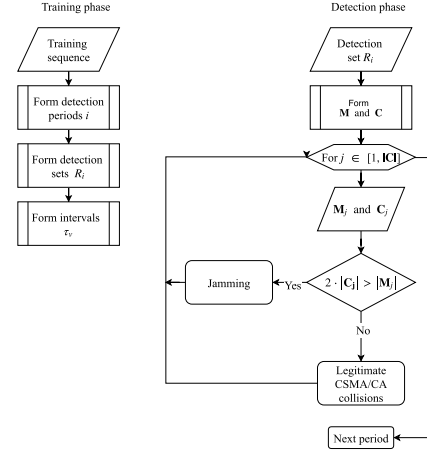 Training phase
Training
sequence
Form detection
periods i
Form detection
sets R_i
Form intervals
τ_v
Detection phase
Detection
set R_i
Form
M and C
For j ∈ [1, |C|]
M_j and C_j
2 · |C_j| > |M_j|
Yes
Jamming
No
Legitimate
CSMA/CA
collisions
Next period